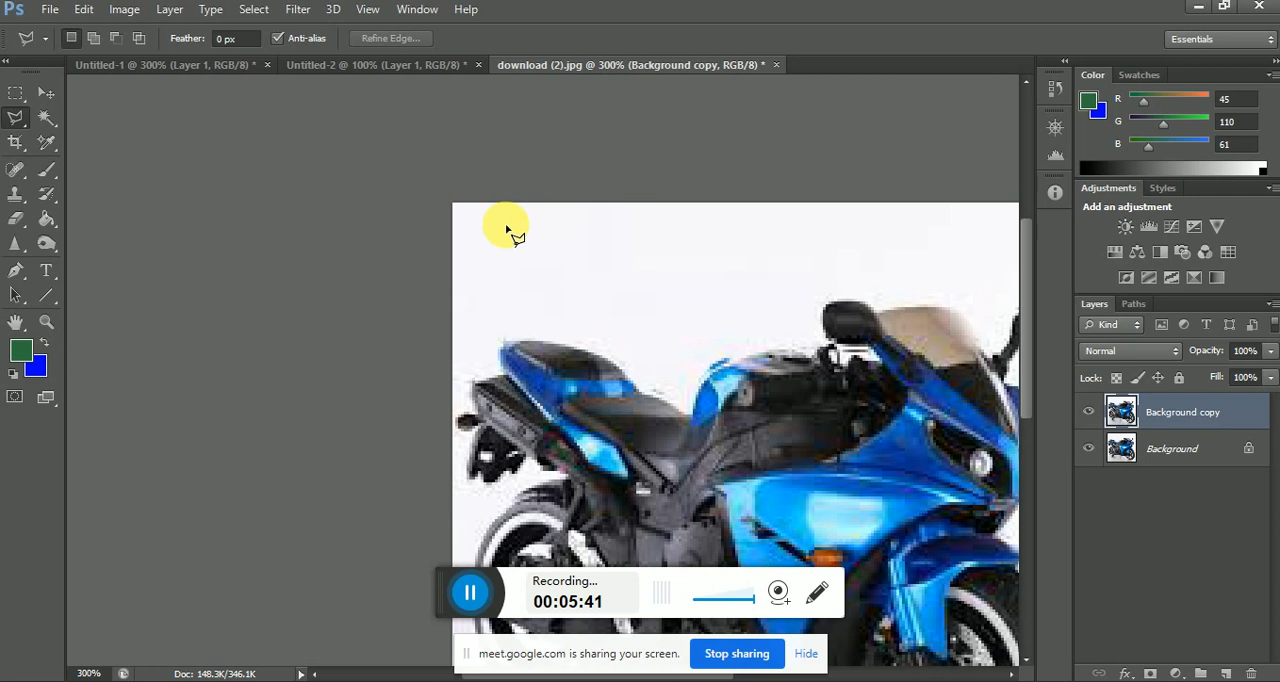 Ps File Edit Image Layer Type Select Filter 3D View Window Help
Feather: 0 px Anti-alias Refine Edge... Essentials
Untitled-1 @ 300% (Layer 1, RGB/8) * × Untitled-2 @ 100% (Layer 1, RGB/8) * × download (2).jpg @ 300% (Background copy, RGB/8) * ×
Color Swatches
R 45
G 110
B 61
Adjustments Styles
Add an adjustment
Layers Paths
Kind
Normal Opacity: 100%
Lock: Fill: 100%
Background copy
Background
Recording...
00:05:41
meet.google.com is sharing your screen. Stop sharing Hide
300% Doc: 148.3K/346.1K